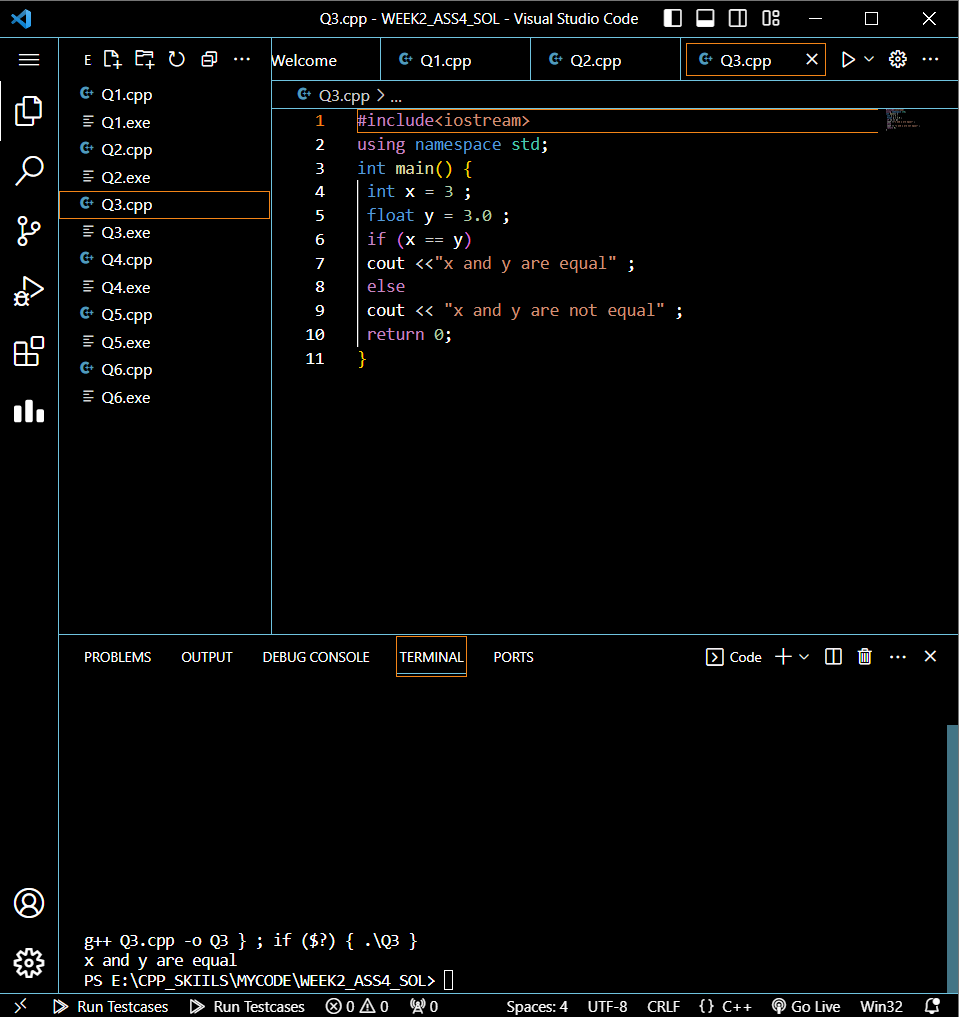 Q3.cpp - WEEK2_ASS4_SOL - Visual Studio Code
E
Welcome
Q1.cpp
Q2.cpp
Q3.cpp
Q1.cpp
Q1.exe
Q2.cpp
Q2.exe
Q3.cpp
Q3.exe
Q4.cpp
Q4.exe
Q5.cpp
Q5.exe
Q6.cpp
Q6.exe
Q3.cpp > ...
1 #include<iostream>
2 using namespace std;
3 int main() {
4 int x = 3 ;
5 float y = 3.0 ;
6 if (x == y)
7 cout <<"x and y are equal" ;
8 else
9 cout << "x and y are not equal" ;
10 return 0;
11 }
PROBLEMS OUTPUT DEBUG CONSOLE TERMINAL PORTS
Code
g++ Q3.cpp -o Q3 } ; if ($?) { .\Q3 }
x and y are equal
PS E:\CPP_SKIILS\MYCODE\WEEK2_ASS4_SOL>
Run Testcases Run Testcases 0 0 0 Spaces: 4 UTF-8 CRLF {} C++ Go Live Win32